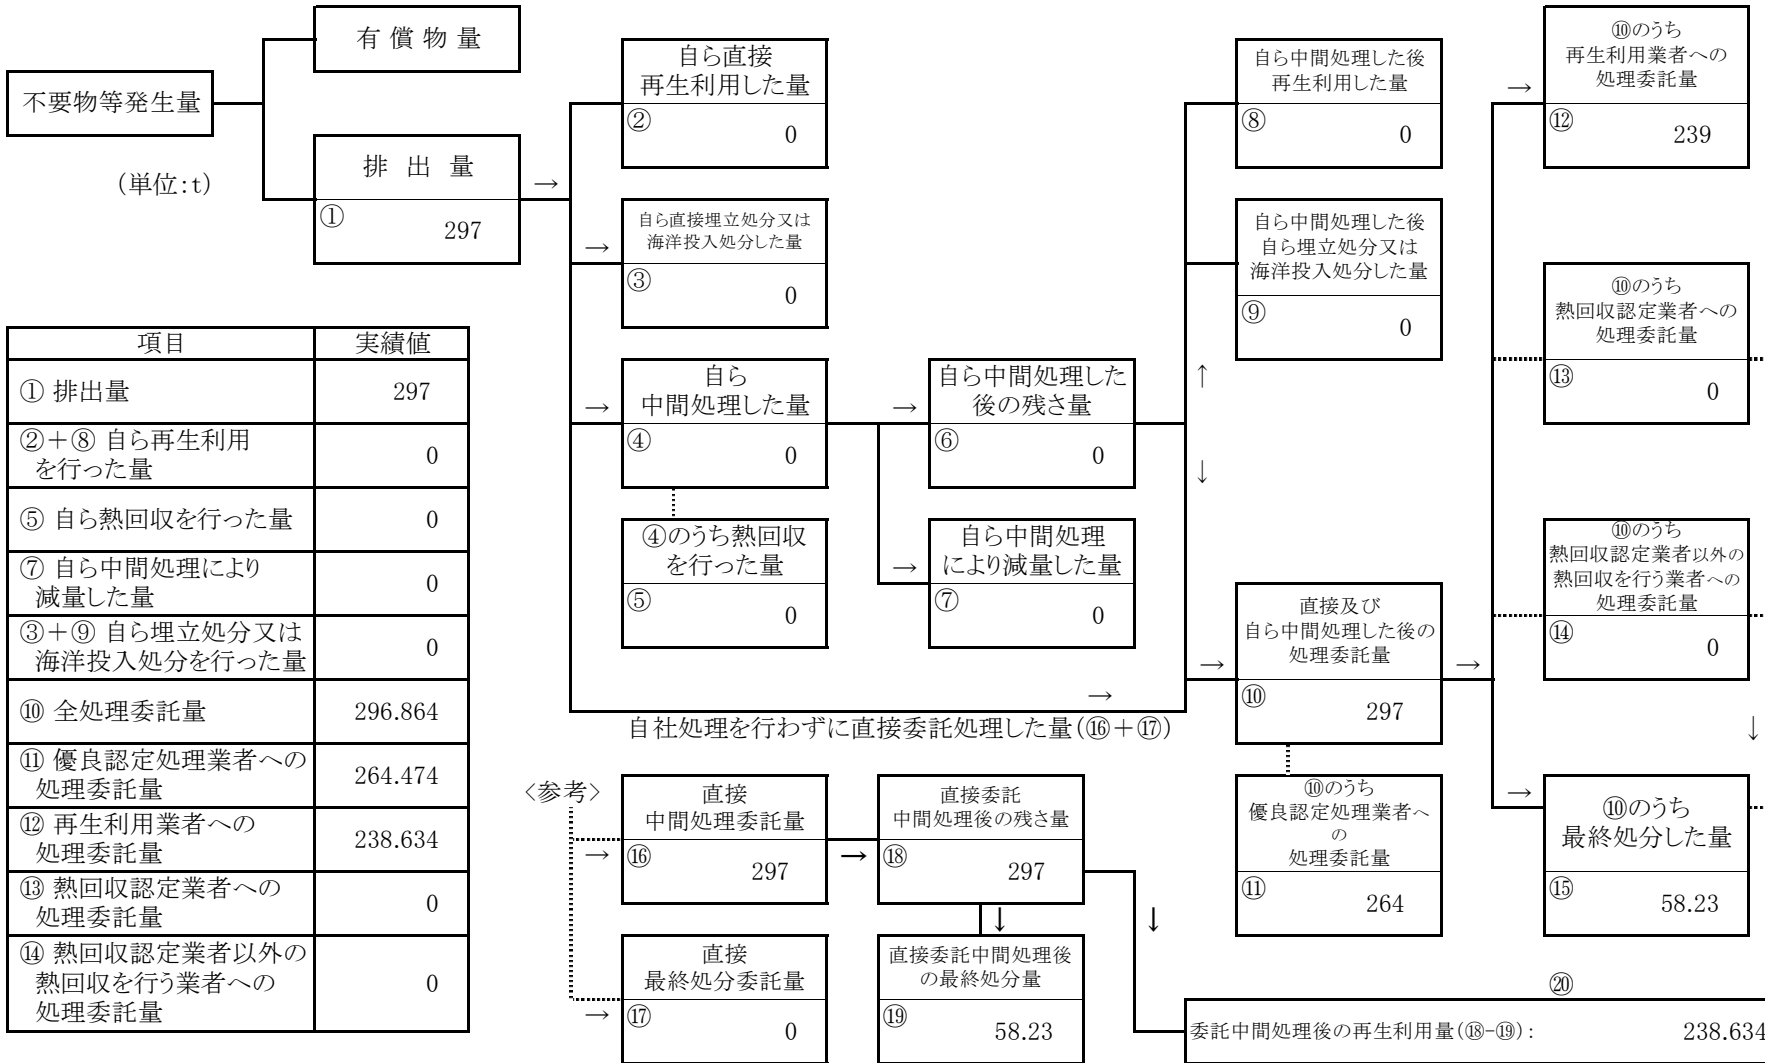 不要物等発生量
(単位:t)
有 償 物 量
排 出 量
① 297
→
自ら直接
再生利用した量
② 0
→
自ら直接埋立処分又は
海洋投入処分した量
③ 0
→
自ら
中間処理した量
④ 0
④のうち熱回収
を行った量
⑤ 0
→
自ら中間処理した
後の残さ量
⑥ 0
→
自ら中間処理
により減量した量
⑦ 0
↑
↓
自ら中間処理した後
再生利用した量
⑧ 0
自ら中間処理した後
自ら埋立処分又は
海洋投入処分した量
⑨ 0
→
自社処理を行わずに直接委託処理した量(⑯+⑰)
→
直接及び
自ら中間処理した後の
処理委託量
⑩ 297
→
⑩のうち
優良認定処理業者へ
の
処理委託量
⑪ 264
→
⑩のうち
再生利用業者への
処理委託量
⑫ 239
⑩のうち
熱回収認定業者への
処理委託量
⑬ 0
⑩のうち
熱回収認定業者以外の
熱回収を行う業者への
処理委託量
⑭ 0
↓
→
⑩のうち
最終処分した量
⑮ 58.23
項目 実績値
① 排出量 297
②+⑧ 自ら再生利用
を行った量 0
⑤ 自ら熱回収を行った量 0
⑦ 自ら中間処理により
減量した量 0
③+⑨ 自ら埋立処分又は
海洋投入処分を行った量 0
⑩ 全処理委託量 296.864
⑪ 優良認定処理業者への
処理委託量 264.474
⑫ 再生利用業者への
処理委託量 238.634
⑬ 熱回収認定業者への
処理委託量 0
⑭ 熱回収認定業者以外の
熱回収を行う業者への
処理委託量 0
<参考>
→
直接
中間処理委託量
⑯ 297
→
直接委託
中間処理後の残さ量
⑱ 297
↓
↓
→
直接
最終処分委託量
⑰ 0
直接委託中間処理後
の最終処分量
⑲ 58.23
⑳
委託中間処理後の再生利用量(⑱-⑲): 238.634